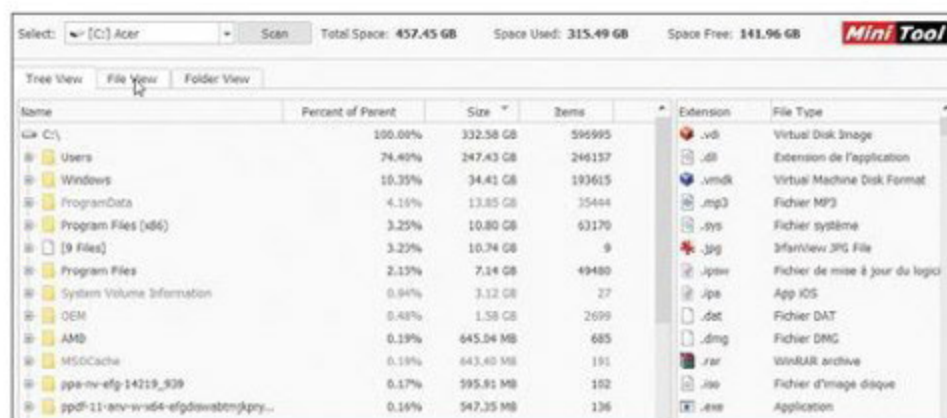 Select: [C:] Acer Scan Total Space: 457.45 GB Space Used: 315.49 GB Space Free: 141.96 GB MiniTool
Tree View File View Folder View
Name Percent of Parent Size Items Extension File Type
C:\ 100.00% 332.58 GB 596995 .vdi Virtual Disk Image
Users 74.40% 247.43 GB 246157 .dll Extension de l'application
Windows 10.35% 34.41 GB 193615 .vmdk Virtual Machine Disk Format
ProgramData 4.16% 13.85 GB 35444 .mp3 Fichier MP3
Program Files (x86) 3.25% 10.80 GB 63170 .sys Fichier système
[9 Files] 3.23% 10.74 GB 9 .jpg IrfanView JPG File
Program Files 2.15% 7.14 GB 49480 .ipsw Fichier de mise à jour du logici
System Volume Information 0.94% 3.12 GB 27 .ipa App iOS
OEM 0.48% 1.58 GB 2699 .dat Fichier DAT
AMD 0.19% 645.04 MB 685 .dmg Fichier DMG
MSOCache 0.19% 643.40 MB 191 .rar WinRAR archive
ppa-nv-efg-14219_939 0.17% 595.91 MB 102 .iso Fichier d'image disque
0.16% 547.35 MB 136 .exe Application